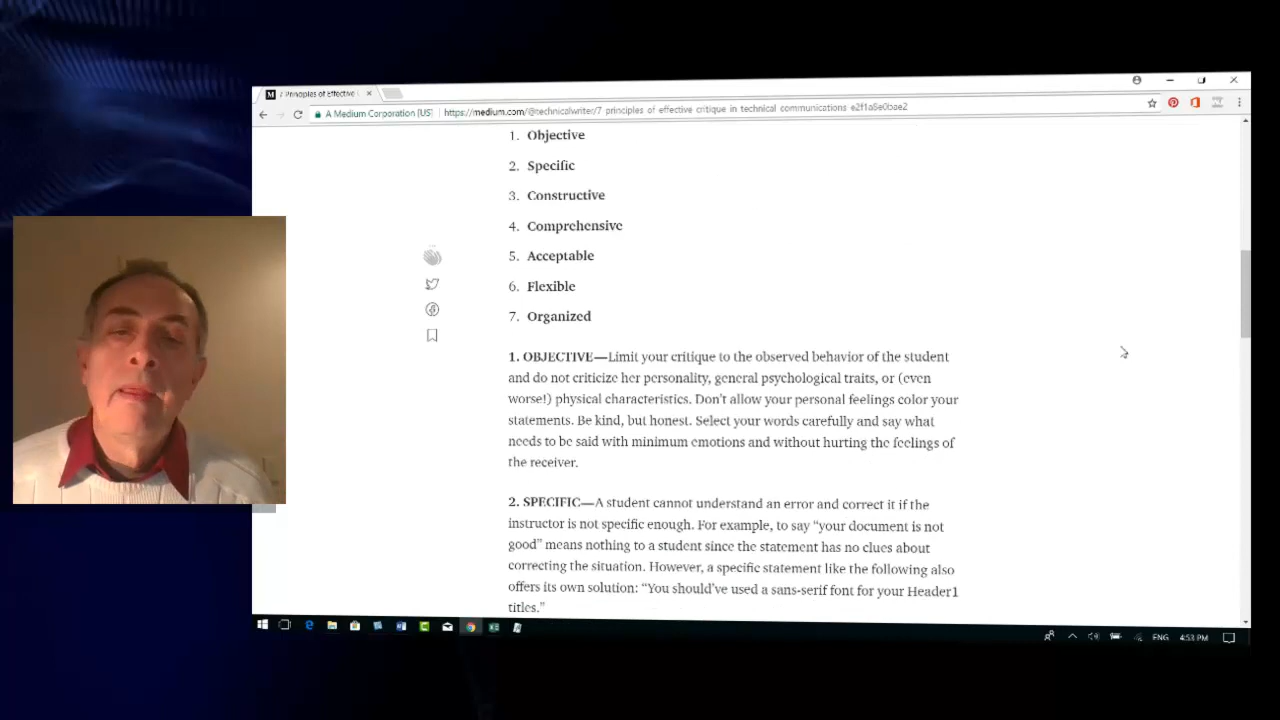 7 Principles of Effective
A Medium Corporation [US]
https://medium.com/@technicalwriter/7 principles of effective critique in technical communications e2f1a5e0bae2
1. Objective
2. Specific
3. Constructive
4. Comprehensive
5. Acceptable
6. Flexible
7. Organized
1. OBJECTIVE—Limit your critique to the observed behavior of the student
and do not criticize her personality, general psychological traits, or (even
worse!) physical characteristics. Don't allow your personal feelings color your
statements. Be kind, but honest. Select your words carefully and say what
needs to be said with minimum emotions and without hurting the feelings of
the receiver.
2. SPECIFIC—A student cannot understand an error and correct it if the
instructor is not specific enough. For example, to say “your document is not
good” means nothing to a student since the statement has no clues about
correcting the situation. However, a specific statement like the following also
offers its own solution: “You should've used a sans-serif font for your Header1
titles.”
ENG
4:53 PM